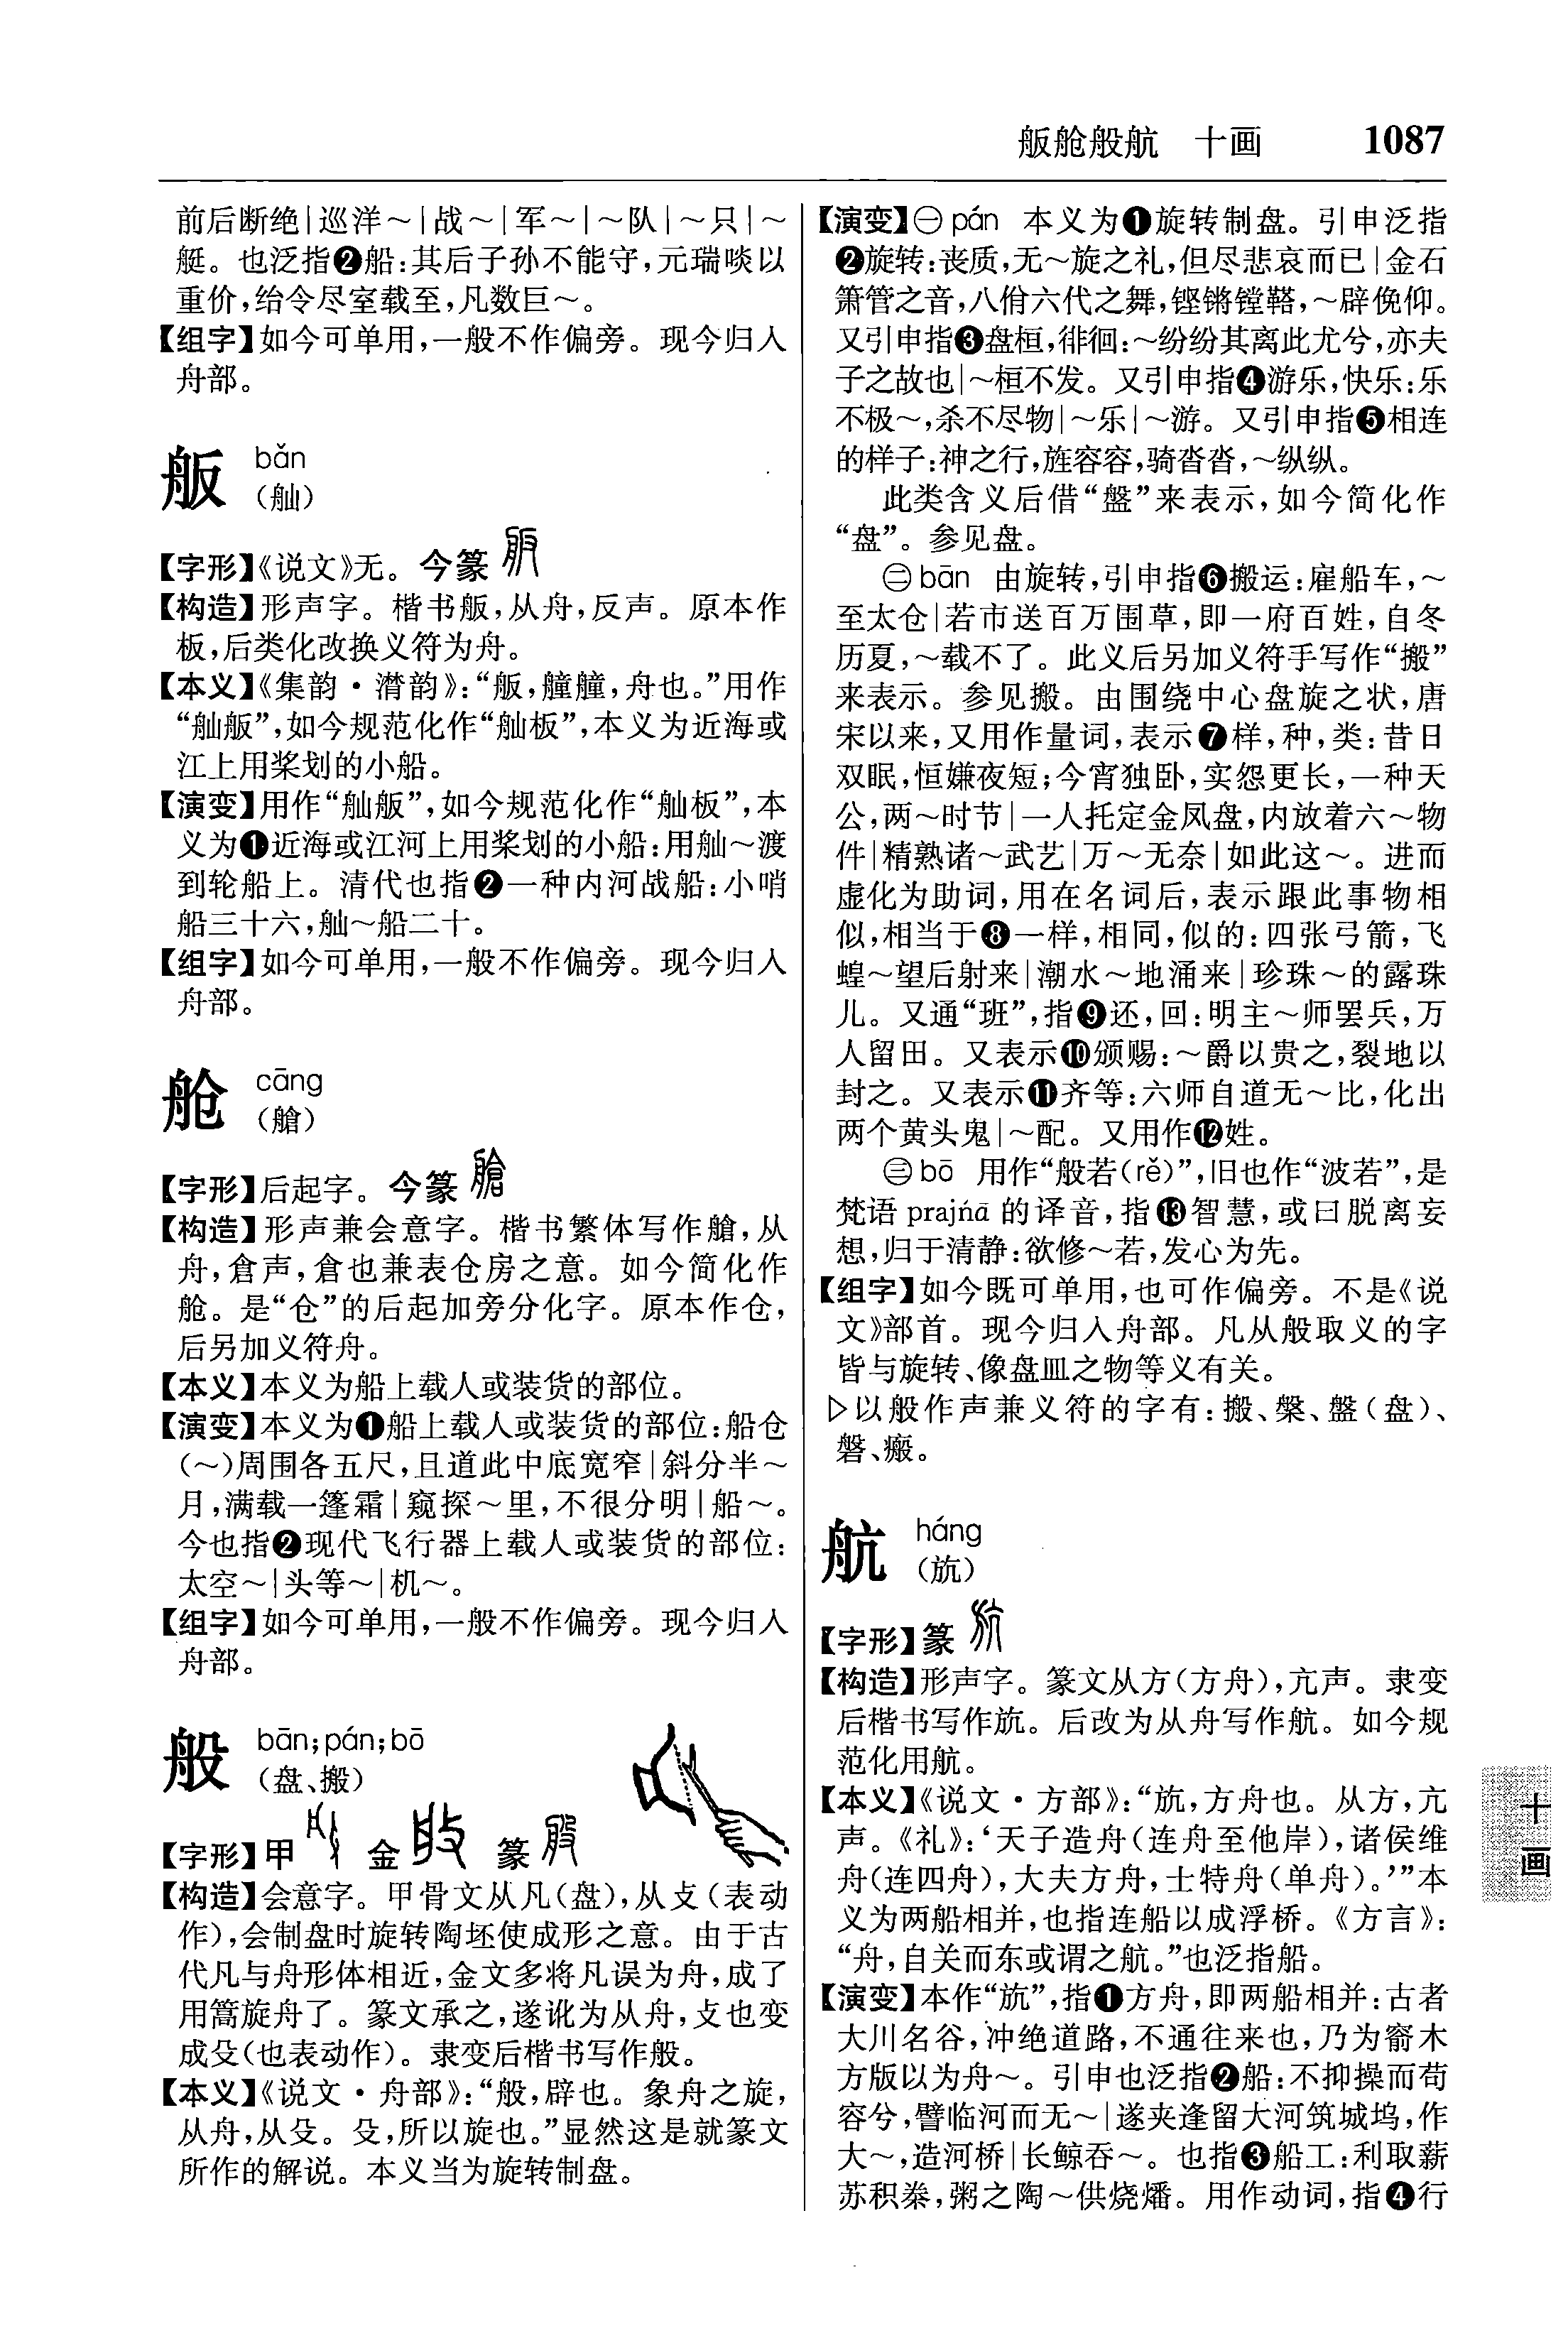 舨舱般航 十画 1087
前后断绝|巡洋～|战～|军～|～队|～只|～
艇。也泛指❷船:其后子孙不能守,元瑞啖以
重价,绐令尽室载至,凡数巨～。
【组字】如今可单用,一般不作偏旁。现今归入
舟部。
舨 bǎn
(舢)
【字形】《说文》无。今篆
【构造】形声字。楷书舨,从舟,反声。原本作
板,后类化改换义符为舟。
【本义】《集韵·潸韵》:“舨,艟艟,舟也。”用作
“舢舨”,如今规范化作“舢板”,本义为近海或
江上用桨划的小船。
【演变】用作“舢舨”,如今规范化作“舢板”,本
义为❶近海或江河上用桨划的小船:用舢～渡
到轮船上。清代也指❷一种内河战船:小哨
船三十六,舢～船二十。
【组字】如今可单用,一般不作偏旁。现今归入
舟部。
舱 cāng
(艙)
【字形】后起字。今篆
【构造】形声兼会意字。楷书繁体写作艙,从
舟,倉声,倉也兼表仓房之意。如今简化作
舱。是“仓”的后起加旁分化字。原本作仓,
后另加义符舟。
【本义】本义为船上载人或装货的部位。
【演变】本义为❶船上载人或装货的部位:船仓
(～)周围各五尺,且道此中底宽窄|斜分半～
月,满载一篷霜|窥探～里,不很分明|船～。
今也指❷现代飞行器上载人或装货的部位:
太空～|头等～|机～。
【组字】如今可单用,一般不作偏旁。现今归入
舟部。
般 bān;pán;bō
(盘、搬)
【字形】甲 金 篆
【构造】会意字。甲骨文从凡(盘),从攴(表动
作),会制盘时旋转陶坯使成形之意。由于古
代凡与舟形体相近,金文多将凡误为舟,成了
用篙旋舟了。篆文承之,遂讹为从舟,攴也变
成殳(也表动作)。隶变后楷书写作般。
【本义】《说文·舟部》:“般,辟也。象舟之旋,
从舟,从殳。殳,所以旋也。”显然这是就篆文
所作的解说。本义当为旋转制盘。
【演变】㊀pán 本义为❶旋转制盘。引申泛指
❷旋转:丧质,无～旋之礼,但尽悲哀而已|金石
箫管之音,八佾六代之舞,铿锵镗鞳,～辟俛仰。
又引申指❸盘桓,徘徊:～纷纷其离此尤兮,亦夫
子之故也|～桓不发。又引申指❹游乐,快乐:乐
不极～,杀不尽物|～乐|～游。又引申指❺相连
的样子:神之行,旌容容,骑沓沓,～纵纵。
此类含义后借“盤”来表示,如今简化作
“盘”。参见盘。
㊁bān 由旋转,引申指❻搬运:雇船车,～
至太仓|若市送百万围草,即一府百姓,自冬
历夏,～载不了。此义后另加义符手写作“搬”
来表示。参见搬。由围绕中心盘旋之状,唐
宋以来,又用作量词,表示❼样,种,类:昔日
双眠,恒嫌夜短;今宵独卧,实怨更长,一种天
公,两～时节|一人托定金凤盘,内放着六～物
件|精熟诸～武艺|万～无奈|如此这～。进而
虚化为助词,用在名词后,表示跟此事物相
似,相当于❽一样,相同,似的:四张弓箭,飞
蝗～望后射来|潮水～地涌来|珍珠～的露珠
儿。又通“班”,指❾还,回:明主～师罢兵,万
人留田。又表示❿颁赐:～爵以贵之,裂地以
封之。又表示⓫齐等:六师自道无～比,化出
两个黄头鬼|～配。又用作⓬姓。
㊂bō 用作“般若(rě)”,旧也作“波若”,是
梵语 prajñā 的译音,指⓭智慧,或曰脱离妄
想,归于清静:欲修～若,发心为先。
【组字】如今既可单用,也可作偏旁。不是《说
文》部首。现今归入舟部。凡从般取义的字
皆与旋转、像盘皿之物等义有关。
▷以般作声兼义符的字有:搬、槃、盤(盘)、
磐、瘢。
航 háng
(斻)
【字形】篆
【构造】形声字。篆文从方(方舟),亢声。隶变
后楷书写作斻。后改为从舟写作航。如今规
范化用航。
【本义】《说文·方部》:“斻,方舟也。从方,亢
声。《礼》:‘天子造舟(连舟至他岸),诸侯维
舟(连四舟),大夫方舟,士特舟(单舟)。’”本
义为两船相并,也指连船以成浮桥。《方言》:
“舟,自关而东或谓之航。”也泛指船。
【演变】本作“斻”,指❶方舟,即两船相并:古者
大川名谷,冲绝道路,不通往来也,乃为窬木
方版以为舟～。引申也泛指❷船:不抑操而苟
容兮,譬临河而无～|遂夹逢留大河筑城坞,作
大～,造河桥|长鲸吞～。也指❸船工:利取薪
苏积桊,粥之陶～供烧燔。用作动词,指❹行
十画